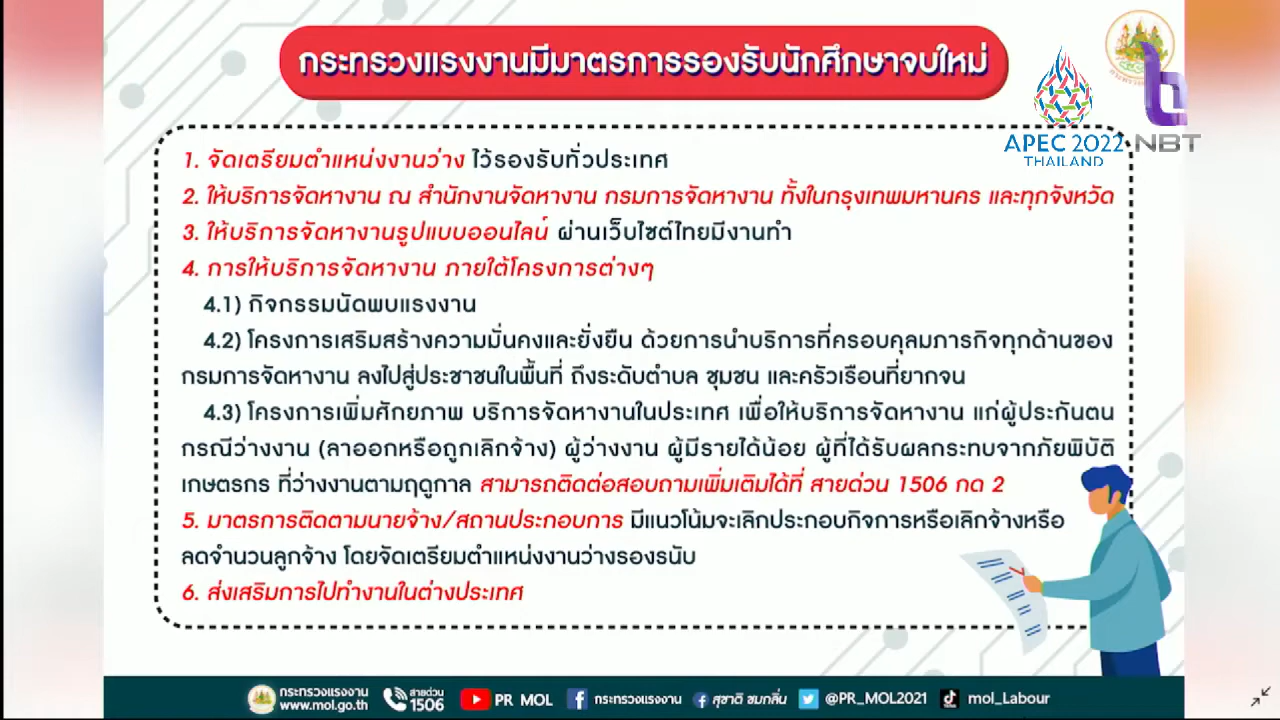 กระทรวงแรงงานมีมาตรการรองรับนักศึกษาจบใหม่
APEC 2022
THAILAND
NBT
1. จัดเตรียมตำแหน่งงานว่าง ไว้รองรับทั่วประเทศ
2. ให้บริการจัดหางาน ณ สำนักงานจัดหางาน กรมการจัดหางาน ทั้งในกรุงเทพมหานคร และทุกจังหวัด
3. ให้บริการจัดหางานรูปแบบออนไลน์ ผ่านเว็บไซต์ไทยมีงานทำ
4. การให้บริการจัดหางาน ภายใต้โครงการต่างๆ
4.1) กิจกรรมนัดพบแรงงาน
4.2) โครงการเสริมสร้างความมั่นคงและยั่งยืน ด้วยการนำบริการที่ครอบคุลมภารกิจทุกด้านของ
กรมการจัดหางาน ลงไปสู่ประชาชนในพื้นที่ ถึงระดับตำบล ชุมชน และครัวเรือนที่ยากจน
4.3) โครงการเพิ่มศักยภาพ บริการจัดหางานในประเทศ เพื่อให้บริการจัดหางาน แก่ผู้ประกันตน
กรณีว่างงาน (ลาออกหรือถูกเลิกจ้าง) ผู้ว่างงาน ผู้มีรายได้น้อย ผู้ที่ได้รับผลกระทบจากภัยพิบัติ
เกษตรกร ที่ว่างงานตามฤดูกาล สามารถติดต่อสอบถามเพิ่มเติมได้ที่ สายด่วน 1506 กด 2
5. มาตรการติดตามนายจ้าง/สถานประกอบการ มีแนวโน้มจะเลิกประกอบกิจการหรือเลิกจ้างหรือ
ลดจำนวนลูกจ้าง โดยจัดเตรียมตำแหน่งงานว่างรองรนับ
6. ส่งเสริมการไปทำงานในต่างประเทศ
กระทรวงแรงงาน
www.mol.go.th
สายด่วน
1506
PR MOL
กระทรวงแรงงาน
สุชาติ ชมกลิ่น
@PR_MOL2021
mol_Labour